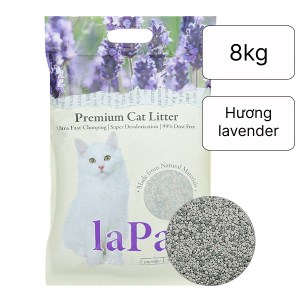 8kg
Hương
lavender
Premium Cat Litter
Ultra Fast Clumping | Super Deodorization | 99% Dust Free
Made from Natural Minerals
laPa